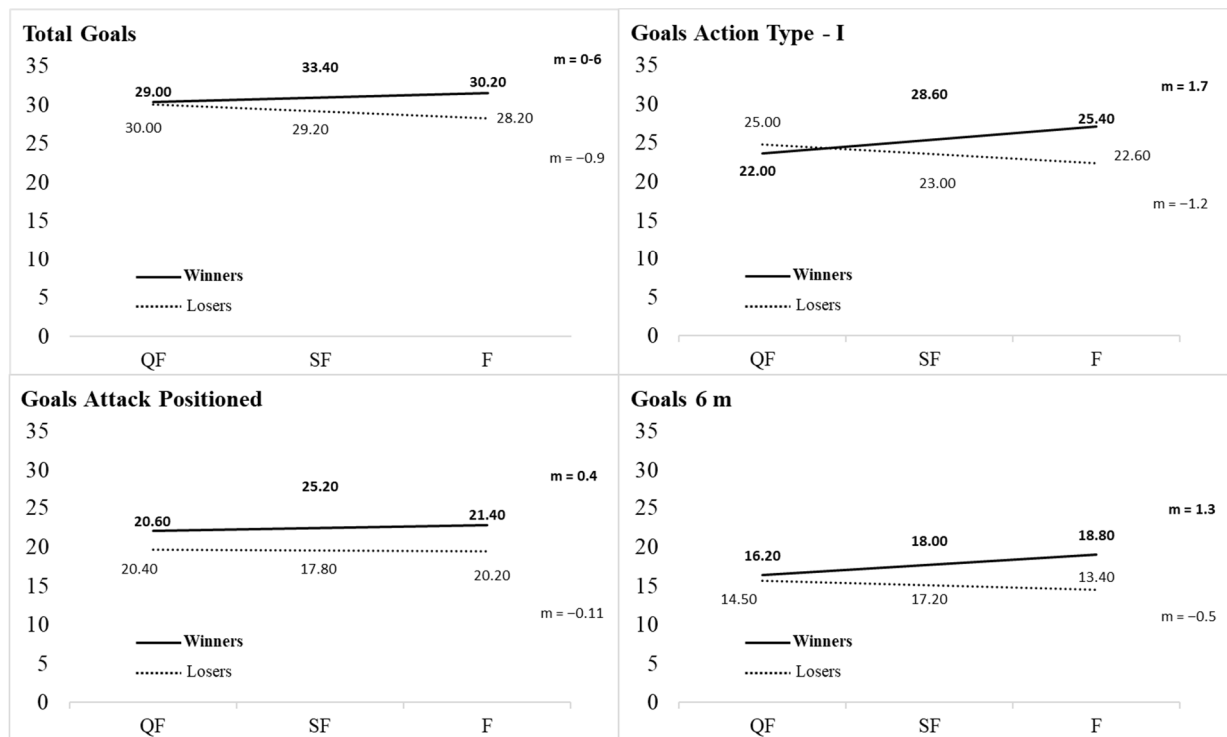 Total Goals
35
30
25
20
15
10
5
0
29.00
33.40
30.20
m = 0-6
30.00
29.20
28.20
m = −0.9
Winners
Losers
QF
SF
F
Goals Action Type - I
35
30
25
20
15
10
5
0
25.00
28.60
25.40
m = 1.7
22.00
23.00
22.60
m = −1.2
Winners
Losers
QF
SF
F
Goals Attack Positioned
35
30
25
20
15
10
5
0
20.60
25.20
21.40
m = 0.4
20.40
17.80
20.20
m = −0.11
Winners
Losers
QF
SF
F
Goals 6 m
35
30
25
20
15
10
5
0
16.20
18.00
18.80
m = 1.3
14.50
17.20
13.40
m = −0.5
Winners
Losers
QF
SF
F